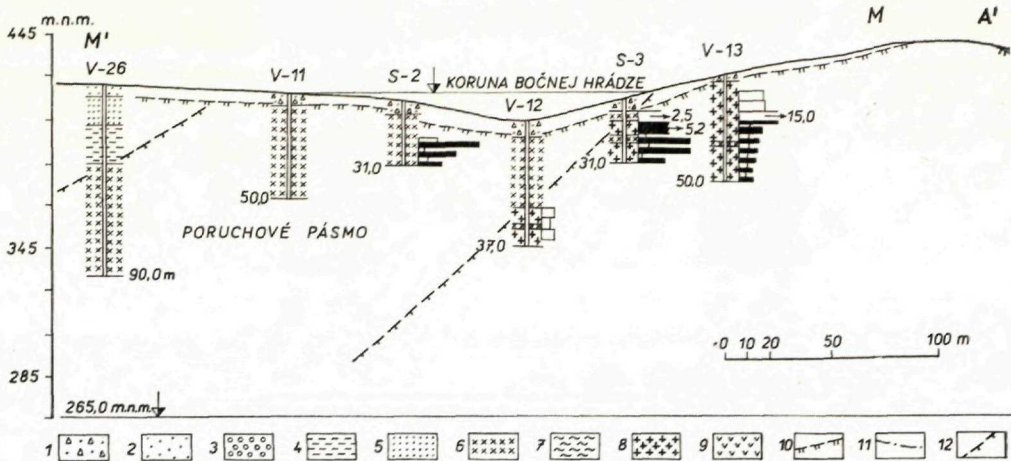 m.n.m.
445
M'
M
A'
V-26
V-11
S-2
KORUNA BOČNEJ HRÁDZE
V-12
S-3
V-13
2,5
5,2
15,0
31,0
31,0
50,0
50,0
PORUCHOVÉ PÁSMO
345
37,0
90,0 m
0 10 20 50 100 m
285
265,0 m.n.m.
1 2 3 4 5 6 7 8 9 10 11 12